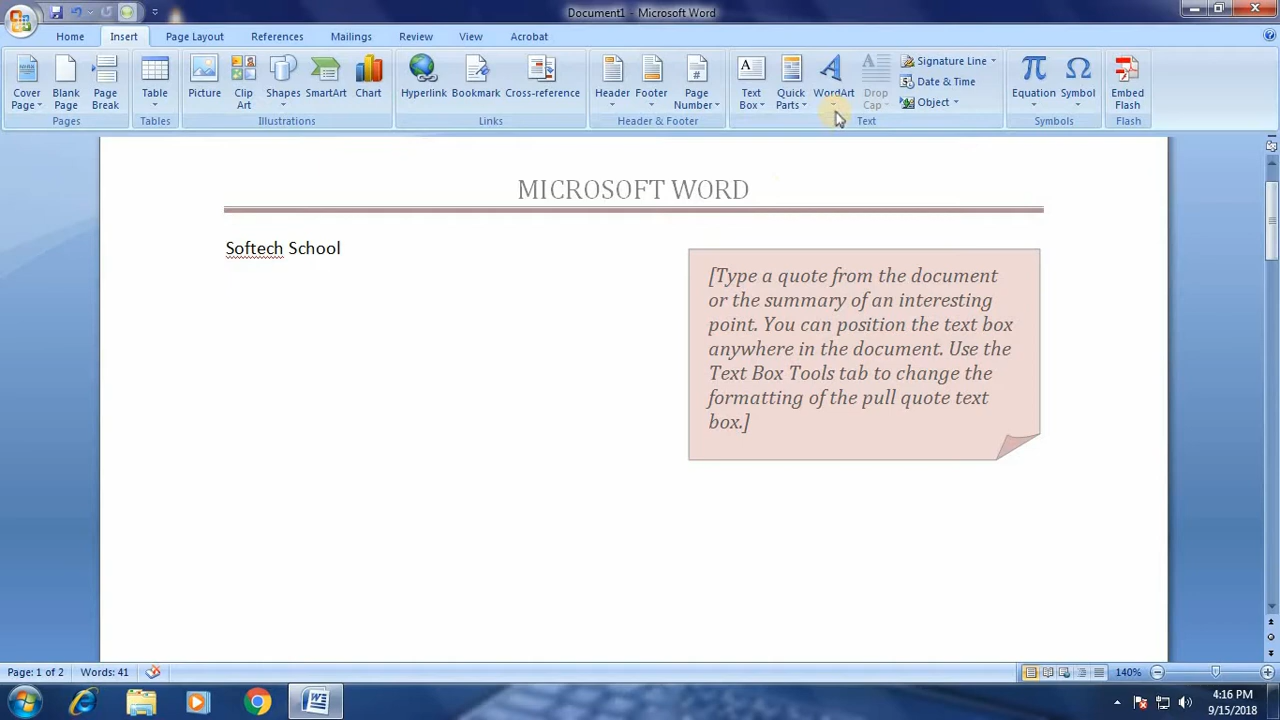 Document1 - Microsoft Word
Home Insert Page Layout References Mailings Review View Acrobat
Cover Page
Blank Page
Page Break
Table
Picture
Clip Art
Shapes
SmartArt
Chart
Hyperlink
Bookmark
Cross-reference
Header
Footer
Page Number
Text Box
Quick Parts
WordArt
Drop Cap
Signature Line
Date & Time
Object
Equation
Symbol
Embed Flash
Pages
Tables
Illustrations
Links
Header & Footer
Text
Symbols
Flash
MICROSOFT WORD
Softech School
[Type a quote from the document
or the summary of an interesting
point. You can position the text box
anywhere in the document. Use the
Text Box Tools tab to change the
formatting of the pull quote text
box.]
Page: 1 of 2 Words: 41
140%
4:16 PM
9/15/2018